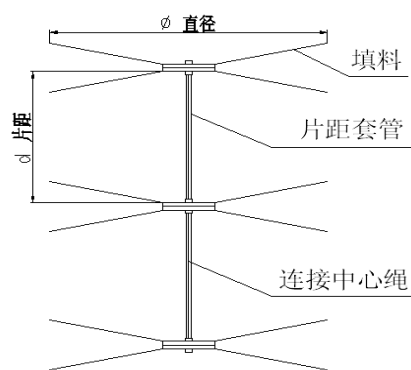 ϕ 直径
填料
片距套管
d 片距
连接中心绳